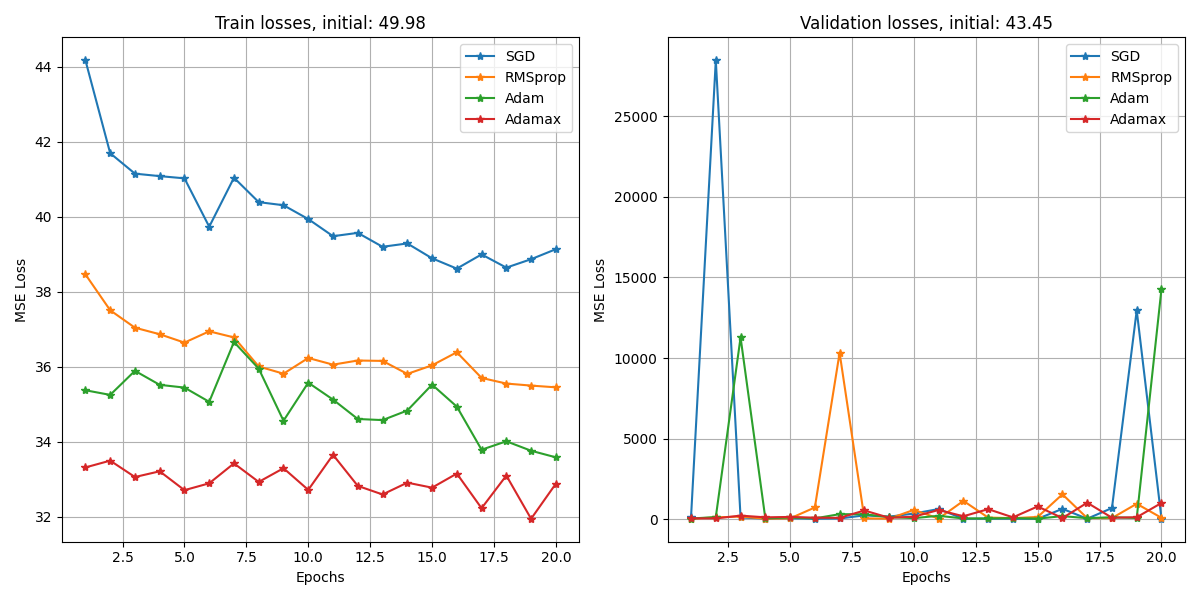 Train losses, initial: 49.98
MSE Loss
44
42
40
38
36
34
32
2.5
5.0
7.5
10.0
12.5
15.0
17.5
20.0
Epochs
SGD
RMSprop
Adam
Adamax
Validation losses, initial: 43.45
MSE Loss
25000
20000
15000
10000
5000
0
2.5
5.0
7.5
10.0
12.5
15.0
17.5
20.0
Epochs
SGD
RMSprop
Adam
Adamax